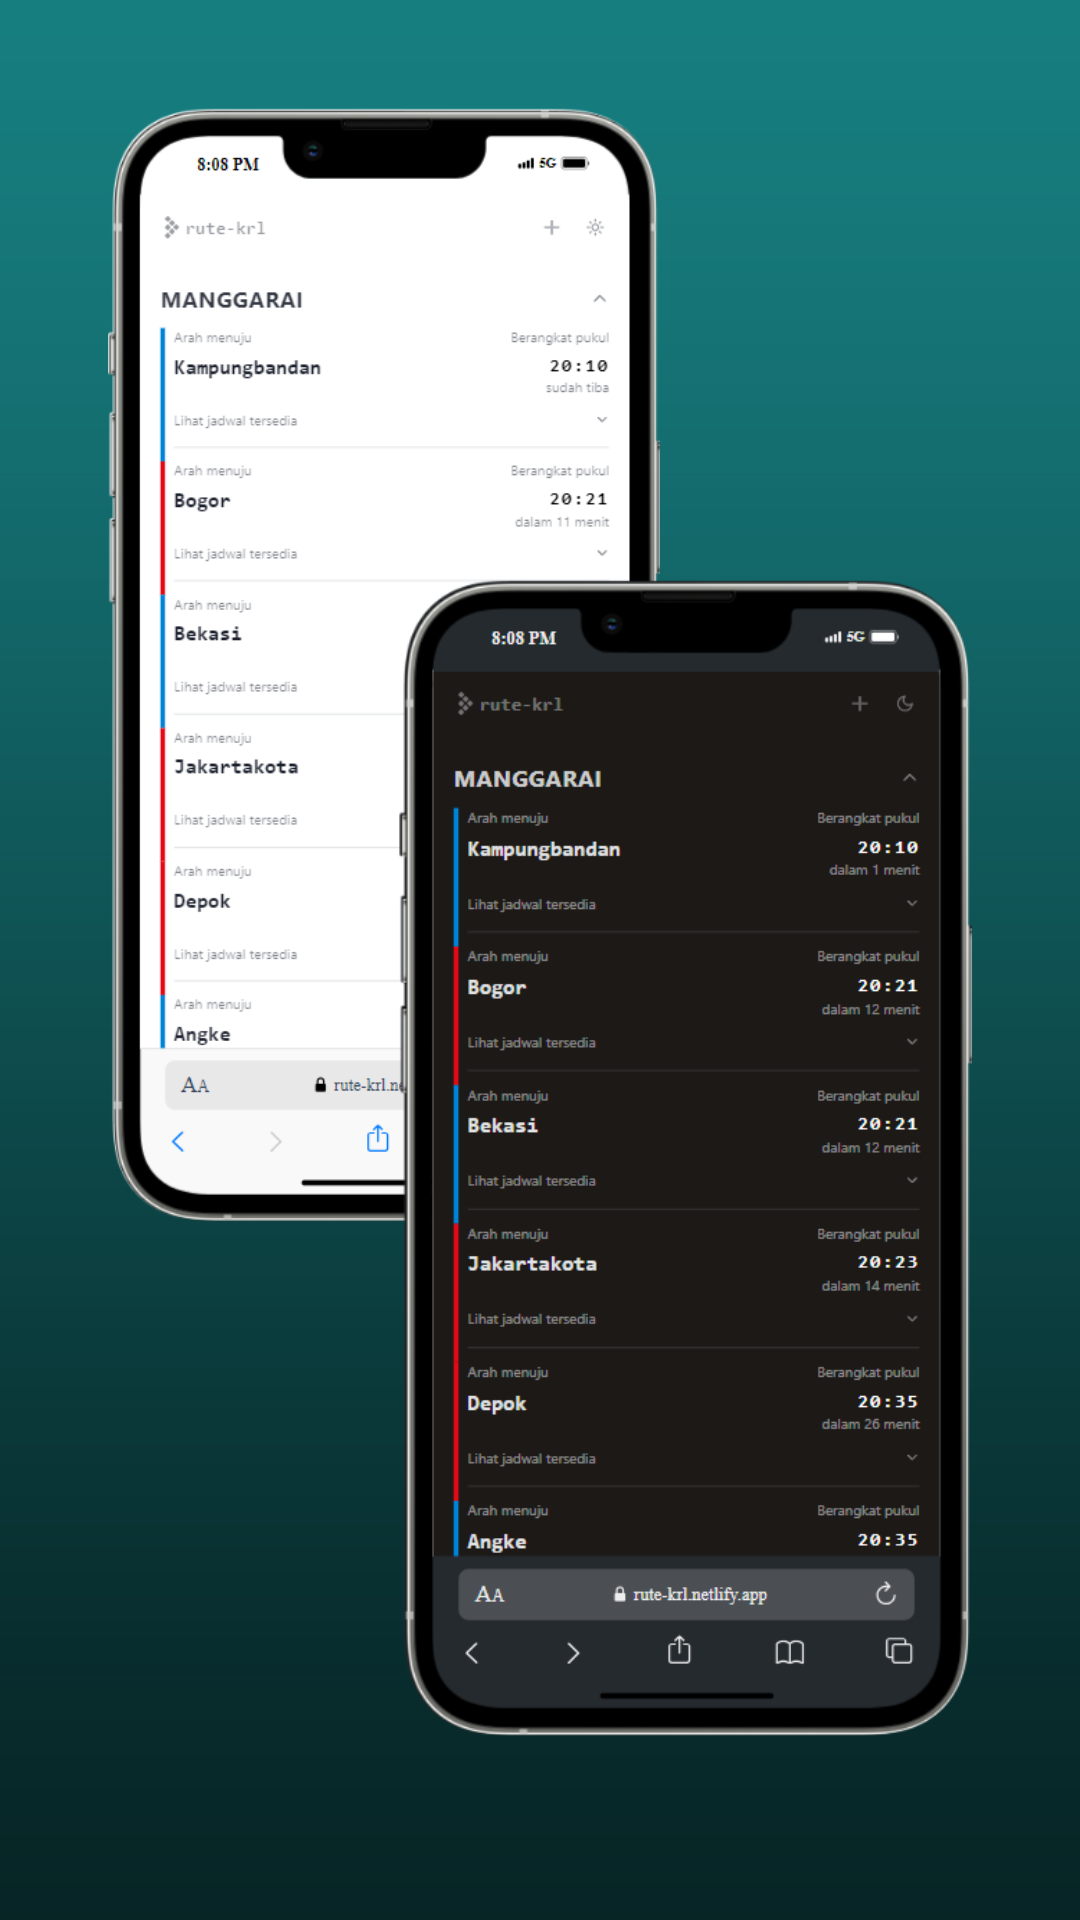 8:08 PM
5G
rute-krl
MANGGARAI
Arah menuju
Berangkat pukul
Kampungbandan
20:10
sudah tiba
Lihat jadwal tersedia
Arah menuju
Berangkat pukul
Bogor
20:21
dalam 11 menit
Lihat jadwal tersedia
Arah menuju
Bekasi
Lihat jadwal tersedia
Arah menuju
Jakartakota
Lihat jadwal tersedia
Arah menuju
Depok
Lihat jadwal tersedia
Arah menuju
Angke
AA
rute-krl.ne
8:08 PM
5G
rute-krl
MANGGARAI
Arah menuju
Berangkat pukul
Kampungbandan
20:10
dalam 1 menit
Lihat jadwal tersedia
Arah menuju
Berangkat pukul
Bogor
20:21
dalam 12 menit
Lihat jadwal tersedia
Arah menuju
Berangkat pukul
Bekasi
20:21
dalam 12 menit
Lihat jadwal tersedia
Arah menuju
Berangkat pukul
Jakartakota
20:23
dalam 14 menit
Lihat jadwal tersedia
Arah menuju
Berangkat pukul
Depok
20:35
dalam 26 menit
Lihat jadwal tersedia
Arah menuju
Berangkat pukul
Angke
20:35
AA
rute-krl.netlify.app